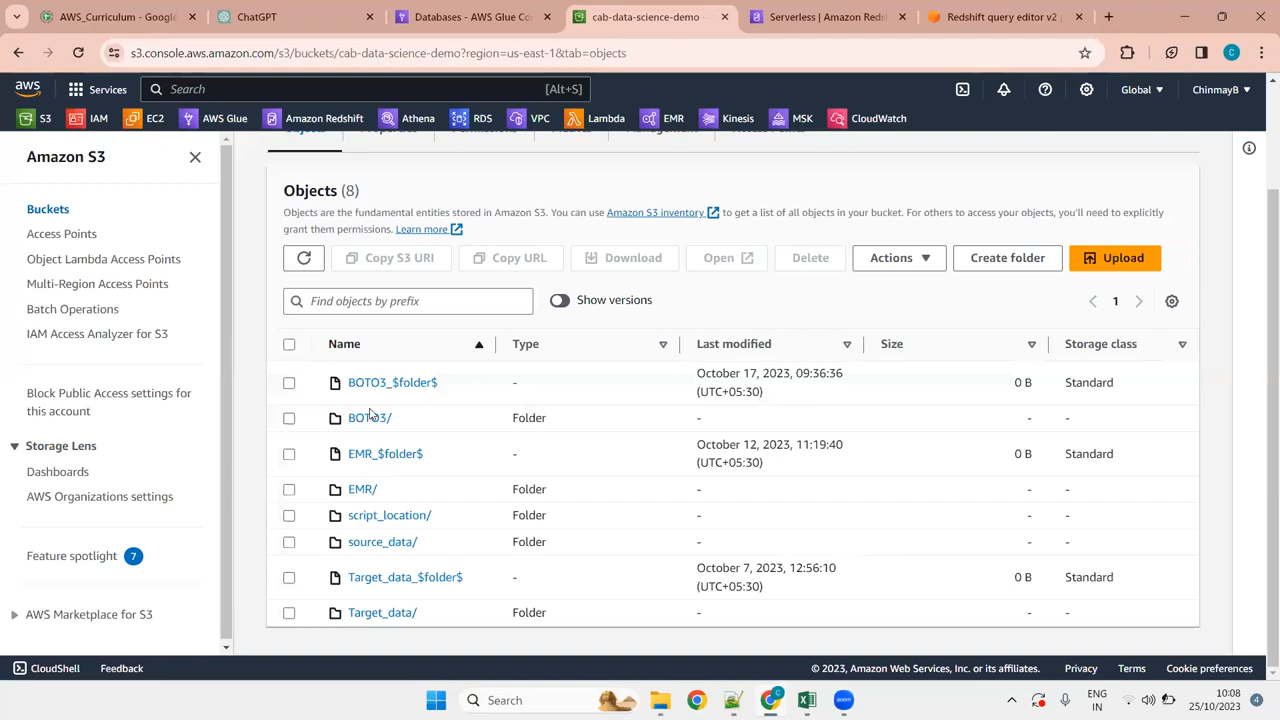 AWS_Curriculum - Google
ChatGPT
Databases - AWS Glue Co
cab-data-science-demo -
Serverless | Amazon Reds
Redshift query editor v2
s3.console.aws.amazon.com/s3/buckets/cab-data-science-demo?region=us-east-1&tab=objects
aws
Services
Search
[Alt+S]
Global
ChinmayB
S3
IAM
EC2
AWS Glue
Amazon Redshift
Athena
RDS
VPC
Lambda
EMR
Kinesis
MSK
CloudWatch
Amazon S3
Buckets
Access Points
Object Lambda Access Points
Multi-Region Access Points
Batch Operations
IAM Access Analyzer for S3
Block Public Access settings for
this account
Storage Lens
Dashboards
AWS Organizations settings
Feature spotlight 7
AWS Marketplace for S3
Objects (8)
Objects are the fundamental entities stored in Amazon S3. You can use Amazon S3 inventory to get a list of all objects in your bucket. For others to access your objects, you'll need to explicitly
grant them permissions. Learn more
Copy S3 URI
Copy URL
Download
Open
Delete
Actions
Create folder
Upload
Find objects by prefix
Show versions
1
Name Type Last modified Size Storage class
BOTO3_$folder$ - October 17, 2023, 09:36:36 (UTC+05:30) 0 B Standard
BOTO3/ Folder - - -
EMR_$folder$ - October 12, 2023, 11:19:40 (UTC+05:30) 0 B Standard
EMR/ Folder - - -
script_location/ Folder - - -
source_data/ Folder - - -
Target_data_$folder$ - October 7, 2023, 12:56:10 (UTC+05:30) 0 B Standard
Target_data/ Folder - - -
CloudShell
Feedback
© 2023, Amazon Web Services, Inc. or its affiliates.
Privacy
Terms
Cookie preferences
Search
ENG
IN
10:08
25/10/2023
4